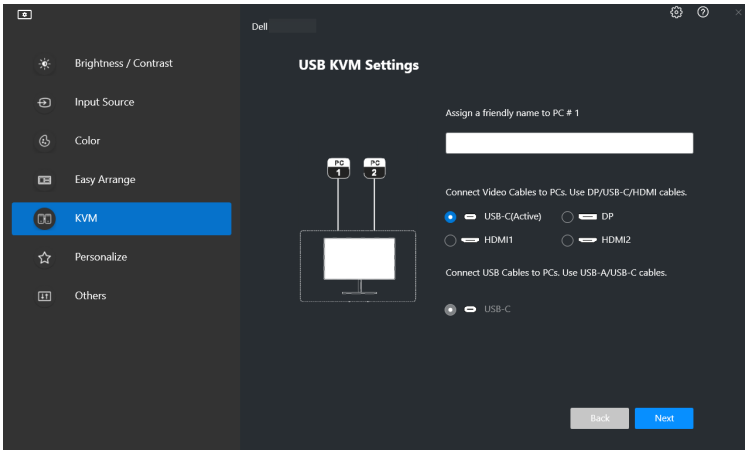 Dell
Brightness / Contrast
Input Source
Color
Easy Arrange
KVM
Personalize
Others
USB KVM Settings
PC
1
PC
2
Assign a friendly name to PC # 1
Connect Video Cables to PCs. Use DP/USB-C/HDMI cables.
USB-C(Active) DP
HDMI1 HDMI2
Connect USB Cables to PCs. Use USB-A/USB-C cables.
USB-C
Back Next